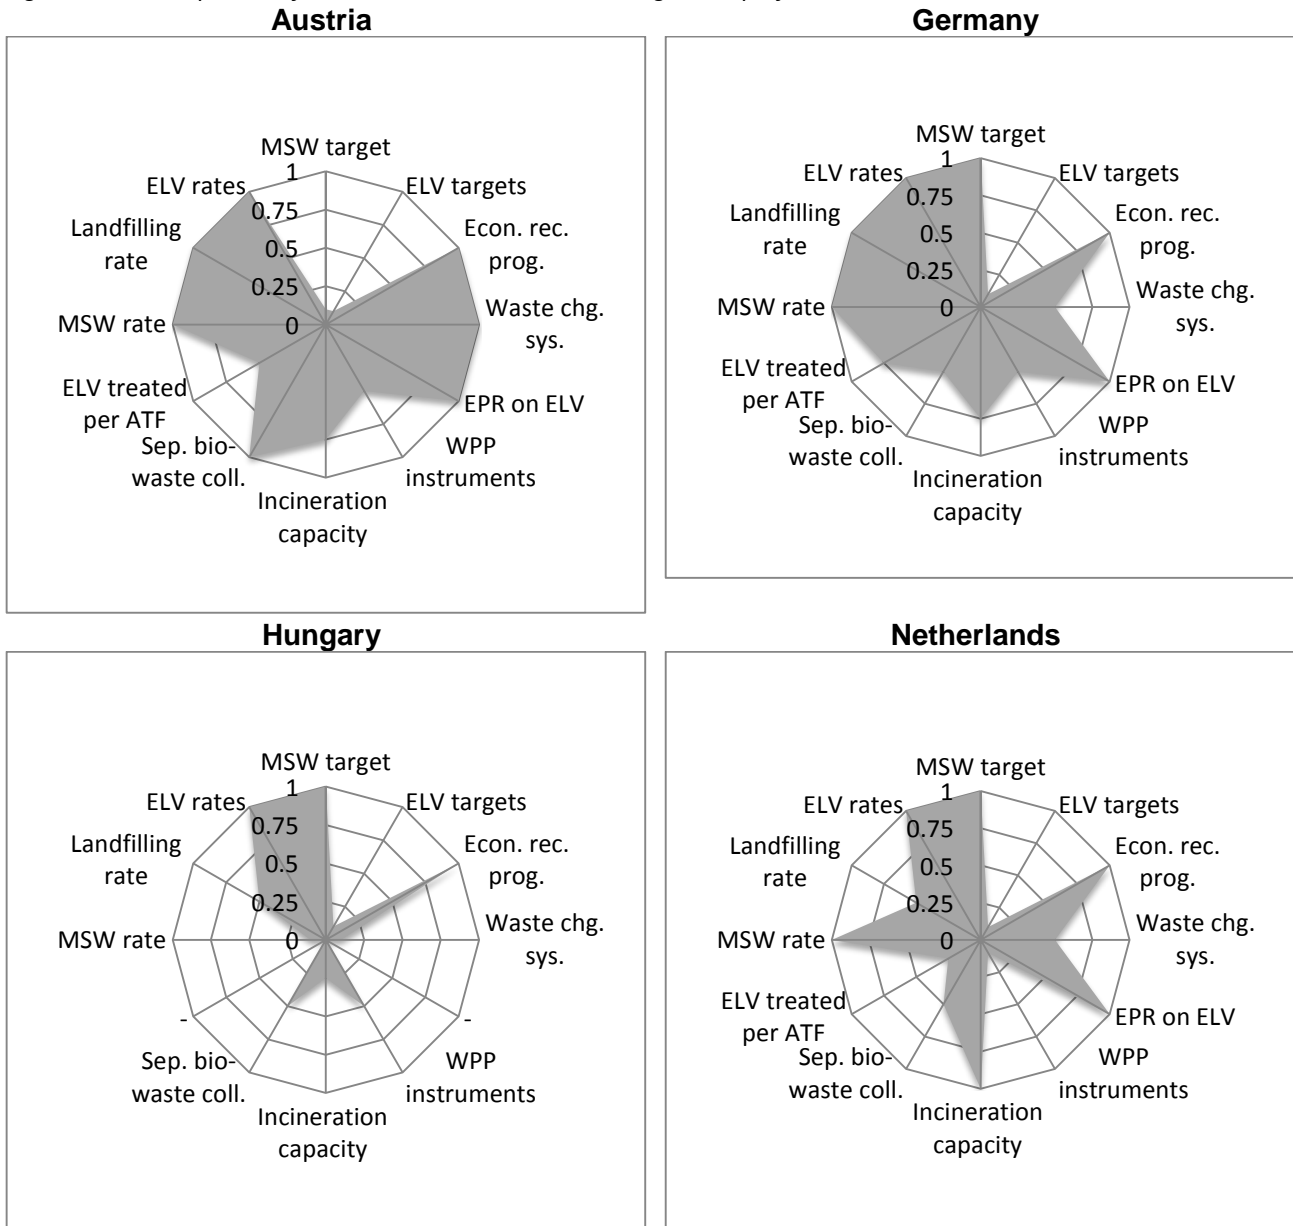 Austria
MSW target
ELV targets
Econ. rec.
prog.
Waste chg.
sys.
EPR on ELV
WPP
instruments
Incineration
capacity
Sep. bio-
waste coll.
ELV treated
per ATF
MSW rate
Landfilling
rate
ELV rates
1
0.75
0.5
0.25
0
Germany
MSW target
ELV targets
Econ. rec.
prog.
Waste chg.
sys.
EPR on ELV
WPP
instruments
Incineration
capacity
Sep. bio-
waste coll.
ELV treated
per ATF
MSW rate
Landfilling
rate
ELV rates
1
0.75
0.5
0.25
0
Hungary
MSW target
ELV targets
Econ. rec.
prog.
Waste chg.
sys.
-
WPP
instruments
Incineration
capacity
Sep. bio-
waste coll.
-
MSW rate
Landfilling
rate
ELV rates
1
0.75
0.5
0.25
0
Netherlands
MSW target
ELV targets
Econ. rec.
prog.
Waste chg.
sys.
EPR on ELV
WPP
instruments
Incineration
capacity
Sep. bio-
waste coll.
ELV treated
per ATF
MSW rate
Landfilling
rate
ELV rates
1
0.75
0.5
0.25
0